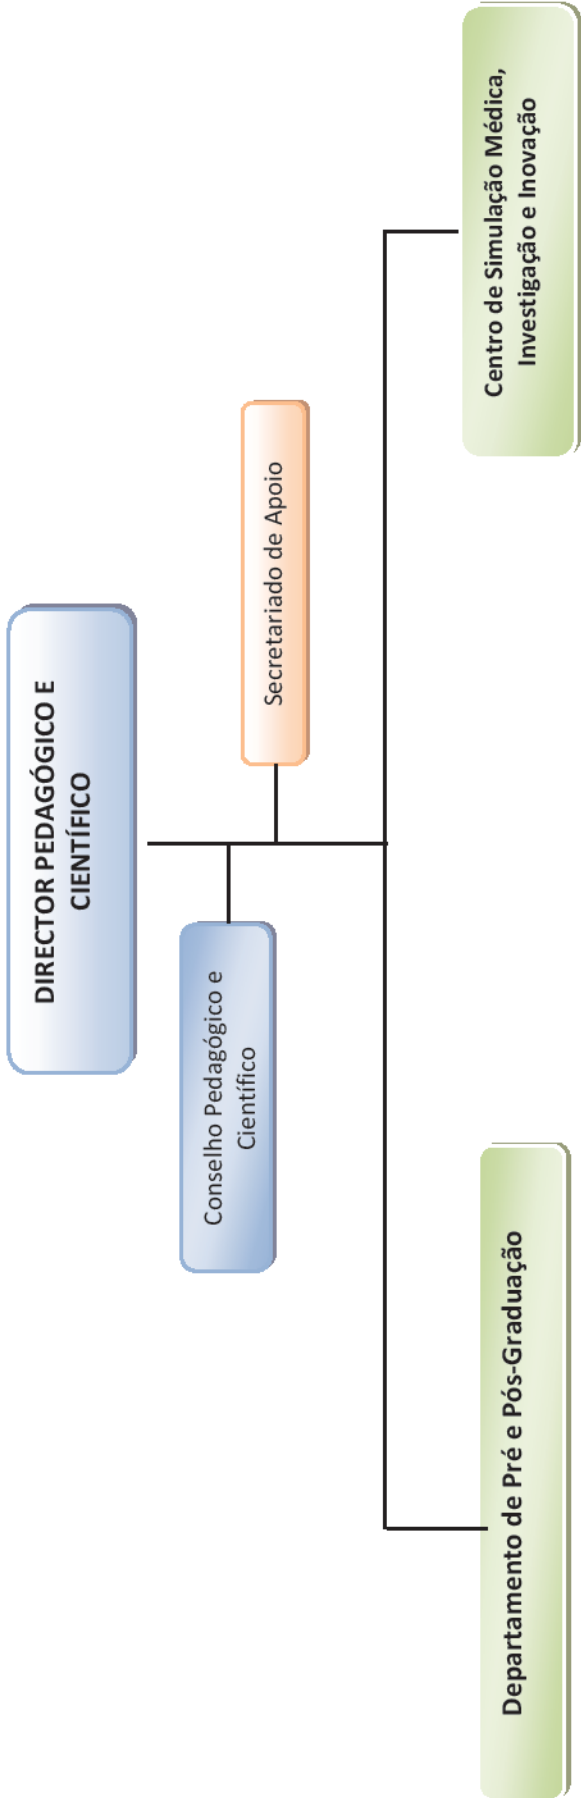 DIRECTOR PEDAGÓGICO E
CIENTÍFICO
Conselho Pedagógico e
Científico
Secretariado de Apoio
Departamento de Pré e Pós-Graduação
Centro de Simulação Médica,
Investigação e Inovação